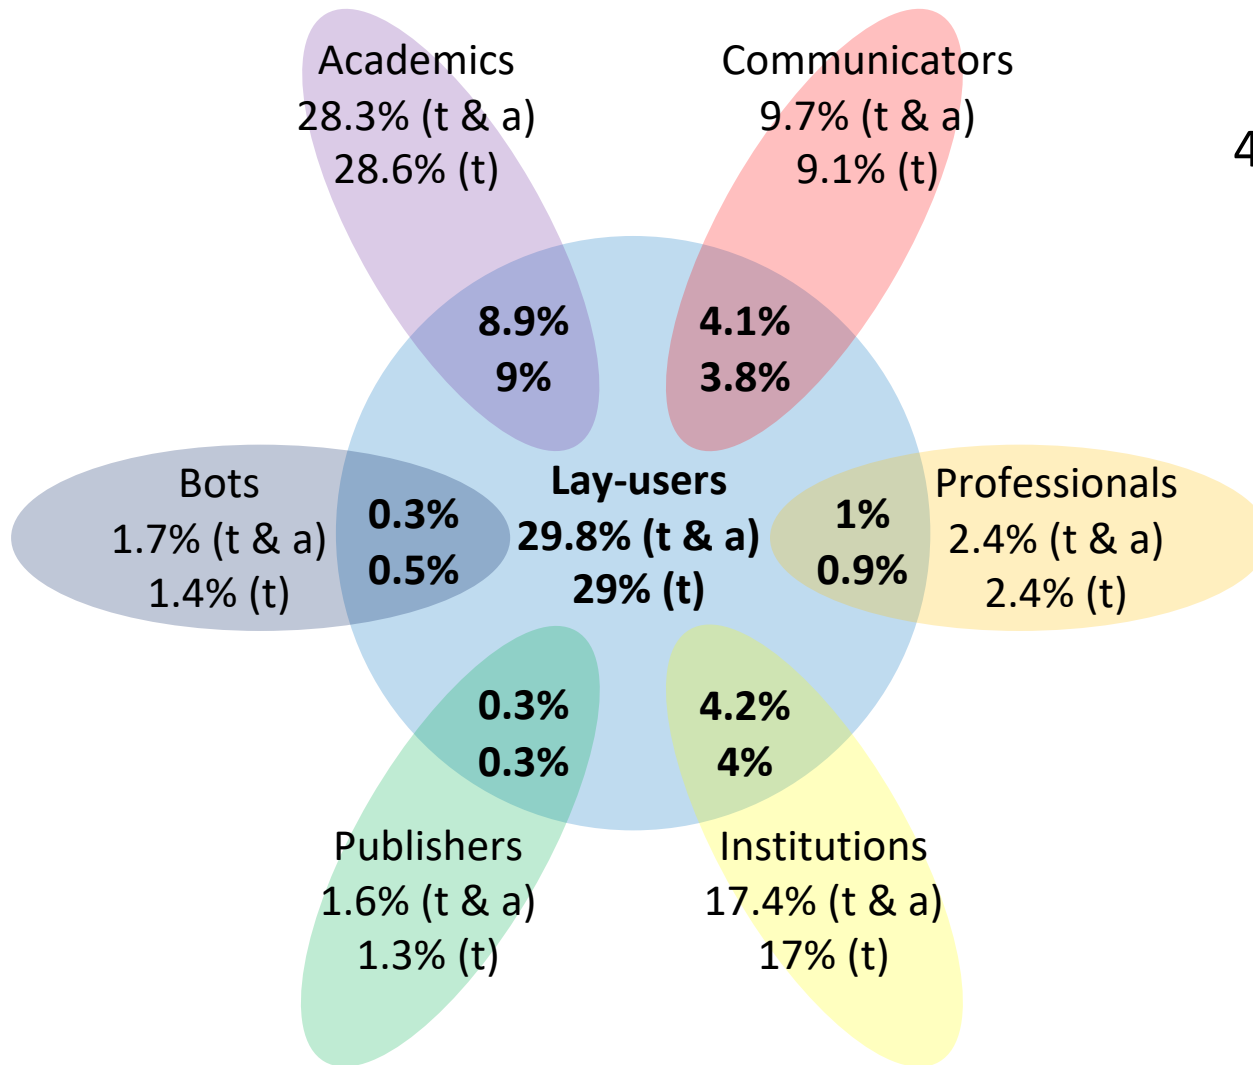 Academics
28.3% (t & a)
28.6% (t)
Communicators
9.7% (t & a)
9.1% (t)
4
8.9%
9%
4.1%
3.8%
Bots
1.7% (t & a)
1.4% (t)
0.3%
0.5%
Lay-users
29.8% (t & a)
29% (t)
1%
0.9%
Professionals
2.4% (t & a)
2.4% (t)
0.3%
0.3%
4.2%
4%
Publishers
1.6% (t & a)
1.3% (t)
Institutions
17.4% (t & a)
17% (t)